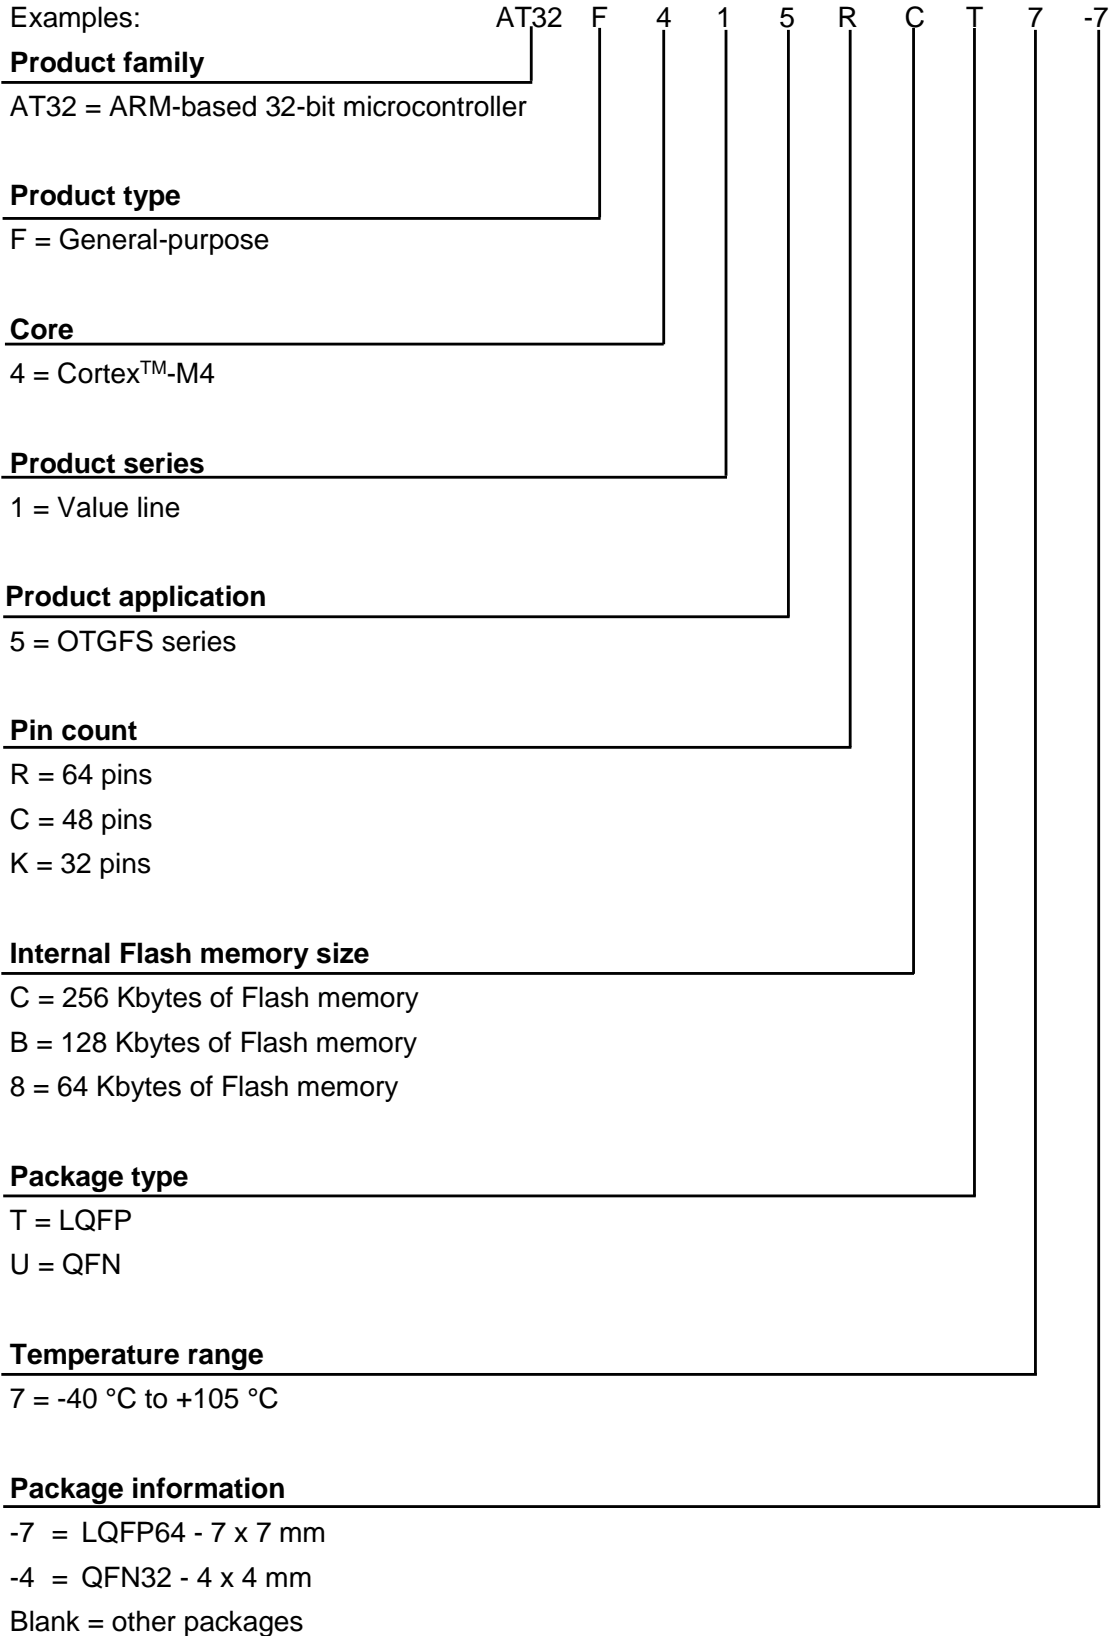 Examples: AT32 F 4 1 5 R C T 7 -7
Product family
AT32 = ARM-based 32-bit microcontroller
Product type
F = General-purpose
Core
4 = Cortex™-M4
Product series
1 = Value line
Product application
5 = OTGFS series
Pin count
R = 64 pins
C = 48 pins
K = 32 pins
Internal Flash memory size
C = 256 Kbytes of Flash memory
B = 128 Kbytes of Flash memory
8 = 64 Kbytes of Flash memory
Package type
T = LQFP
U = QFN
Temperature range
7 = -40 °C to +105 °C
Package information
-7 = LQFP64 - 7 x 7 mm
-4 = QFN32 - 4 x 4 mm
Blank = other packages